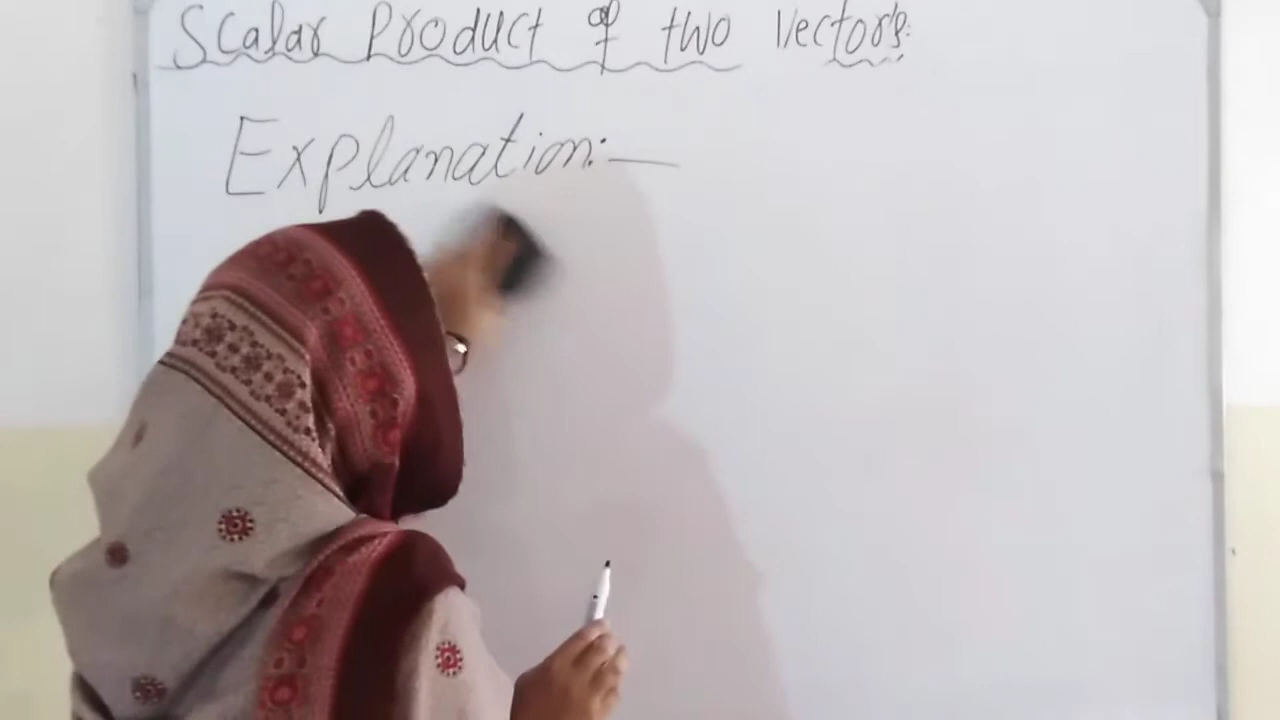 Scalar Product of two Vectors.
Explanation:—